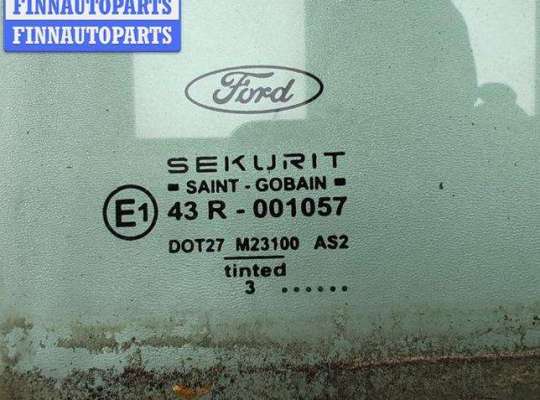 FINNAUTOPARTS
FINNAUTOPARTS
Ford
SEKURIT
SAINT - GOBAIN
E1 43 R - 001057
DOT27 M23100 AS2
tinted
3 ......